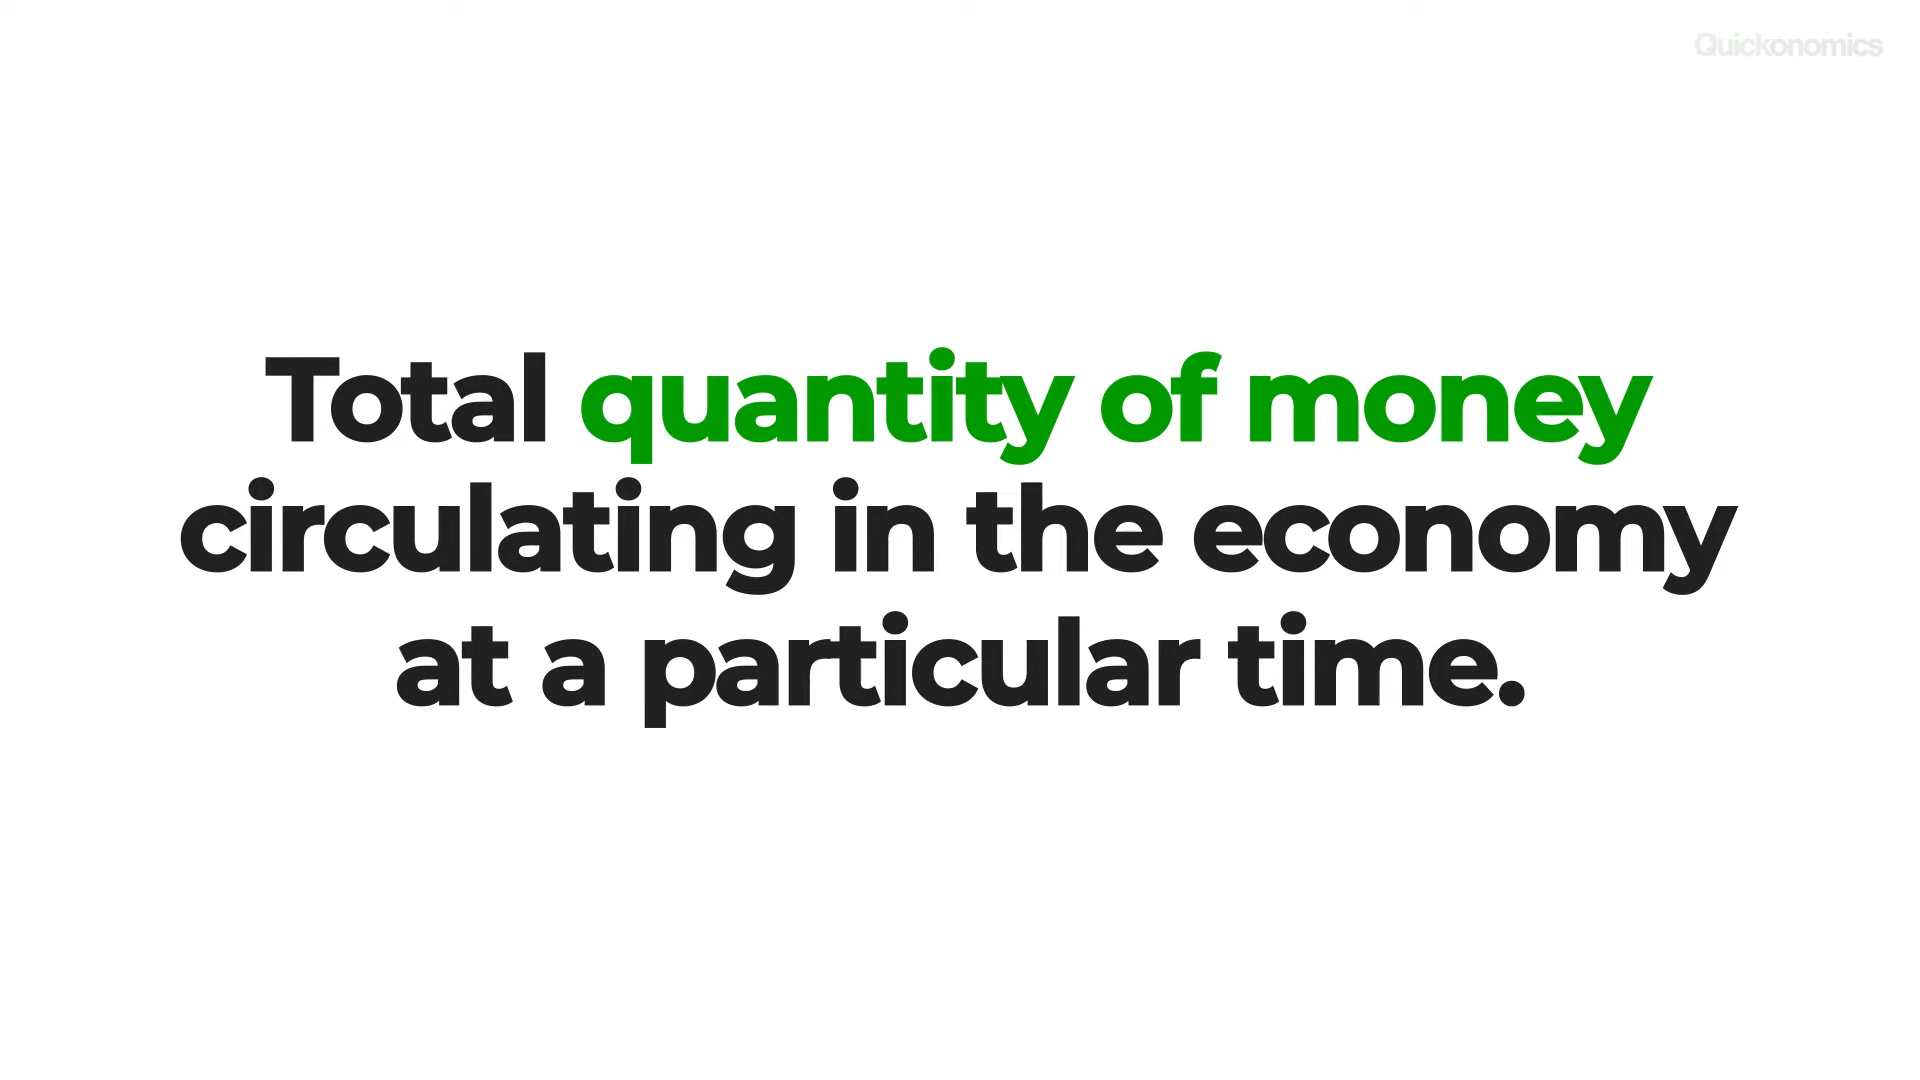 Quickonomics
Total quantity of money
circulating in the economy
at a particular time.